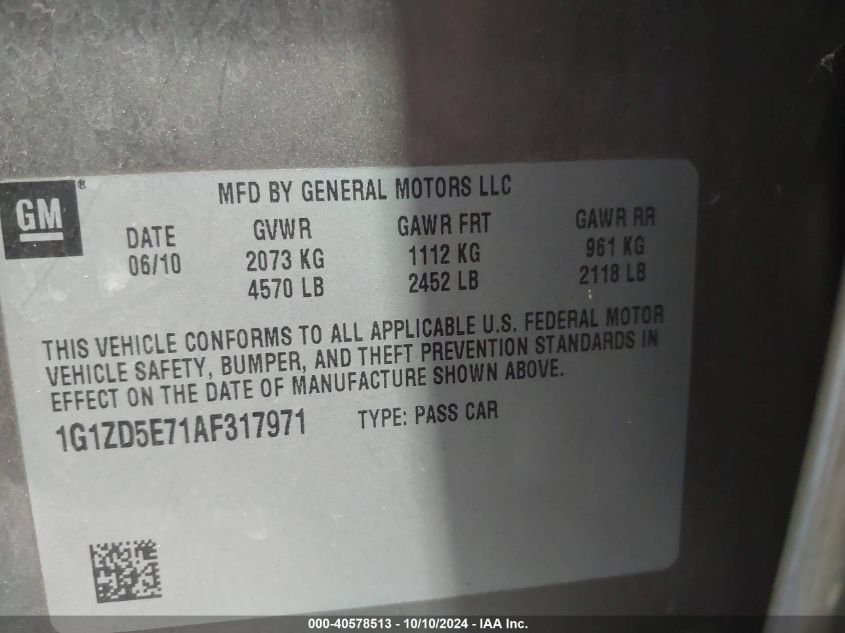 GM®
MFD BY GENERAL MOTORS LLC
DATE GVWR GAWR FRT GAWR RR
06/10 2073 KG 1112 KG 961 KG
4570 LB 2452 LB 2118 LB
THIS VEHICLE CONFORMS TO ALL APPLICABLE U.S. FEDERAL MOTOR
VEHICLE SAFETY, BUMPER, AND THEFT PREVENTION STANDARDS IN
EFFECT ON THE DATE OF MANUFACTURE SHOWN ABOVE.
1G1ZD5E71AF317971 TYPE: PASS CAR
000-40578513 - 10/10/2024 - IAA Inc.